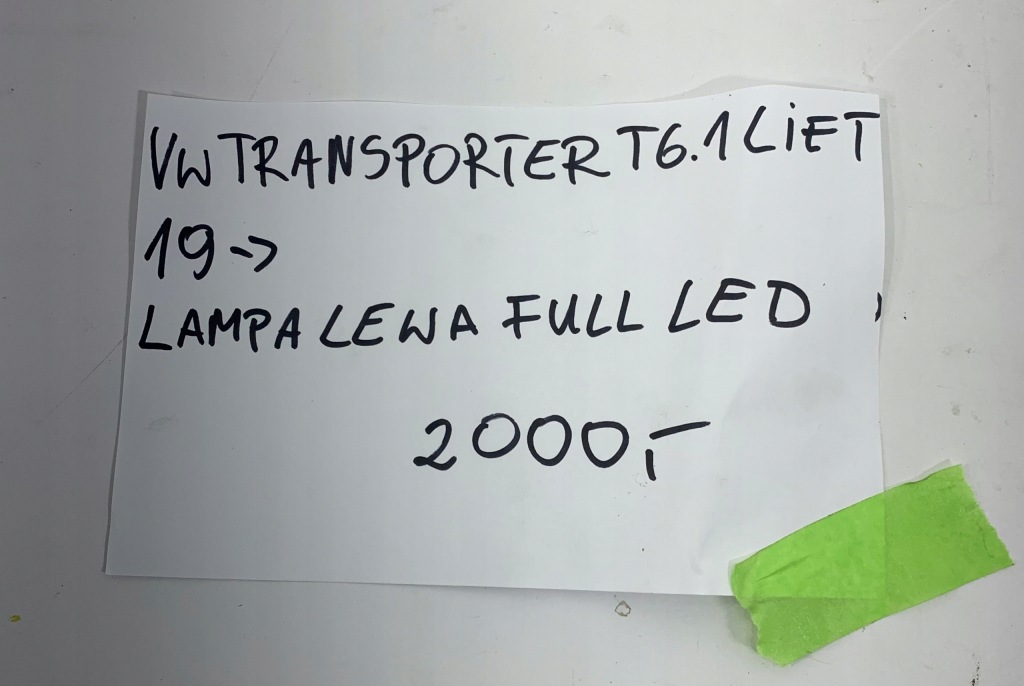 VW TRANSPORTER T6.1 LiFT
19->
LAMPA LEWA FULL LED
2000,-